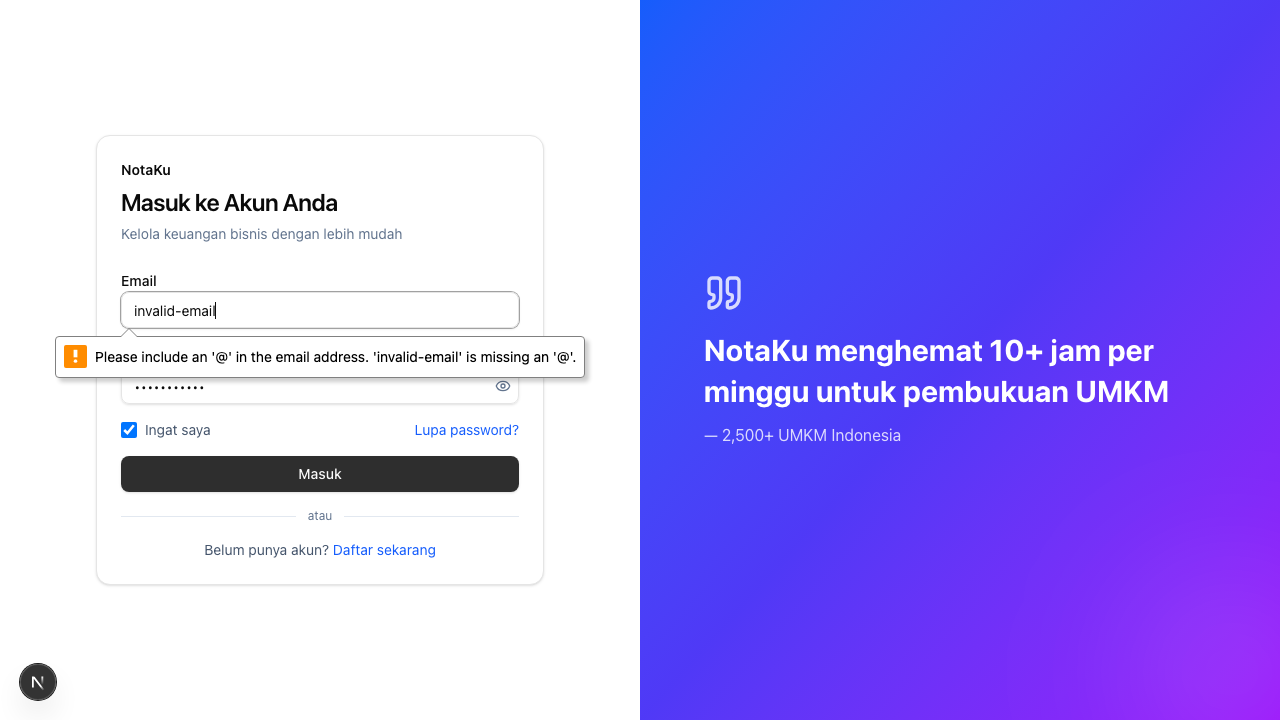 NotaKu
Masuk ke Akun Anda
Kelola keuangan bisnis dengan lebih mudah
Email
invalid-email
Please include an '@' in the email address. 'invalid-email' is missing an '@'.
•••••••••••
Ingat saya
Lupa password?
Masuk
atau
Belum punya akun? Daftar sekarang
N
NotaKu menghemat 10+ jam per
minggu untuk pembukuan UMKM
— 2,500+ UMKM Indonesia